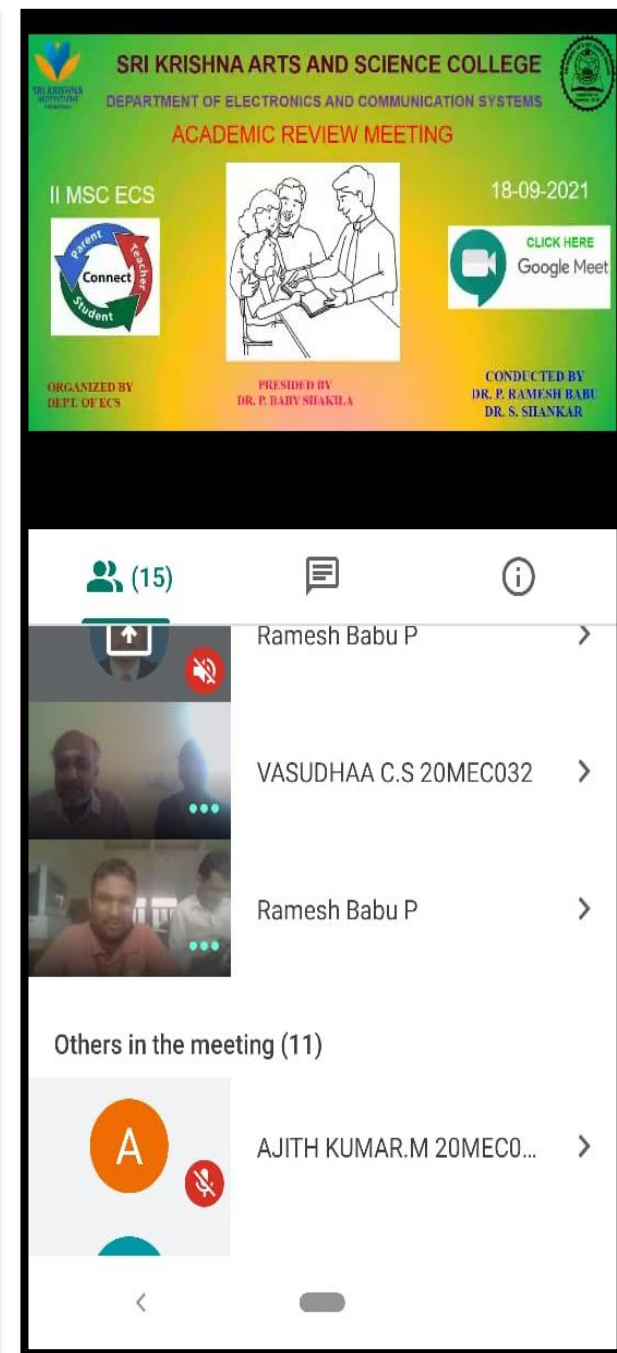 SRI KRISHNA ARTS AND SCIENCE COLLEGE
SRI KRISHNA
INSTITUTIONS
DEPARTMENT OF ELECTRONICS AND COMMUNICATION SYSTEMS
ACADEMIC REVIEW MEETING
II MSC ECS
18-09-2021
Parent
Teacher
Connect
Student
CLICK HERE
Google Meet
ORGANIZED BY
DEPT. OF ECS
PRESIDED BY
DR. P. BABY SHAKILA
CONDUCTED BY
DR. P. RAMESH BABU
DR. S. SHANKAR
(15)
Ramesh Babu P
VASUDHAA C.S 20MEC032
Ramesh Babu P
Others in the meeting (11)
A
AJITH KUMAR.M 20MEC0...